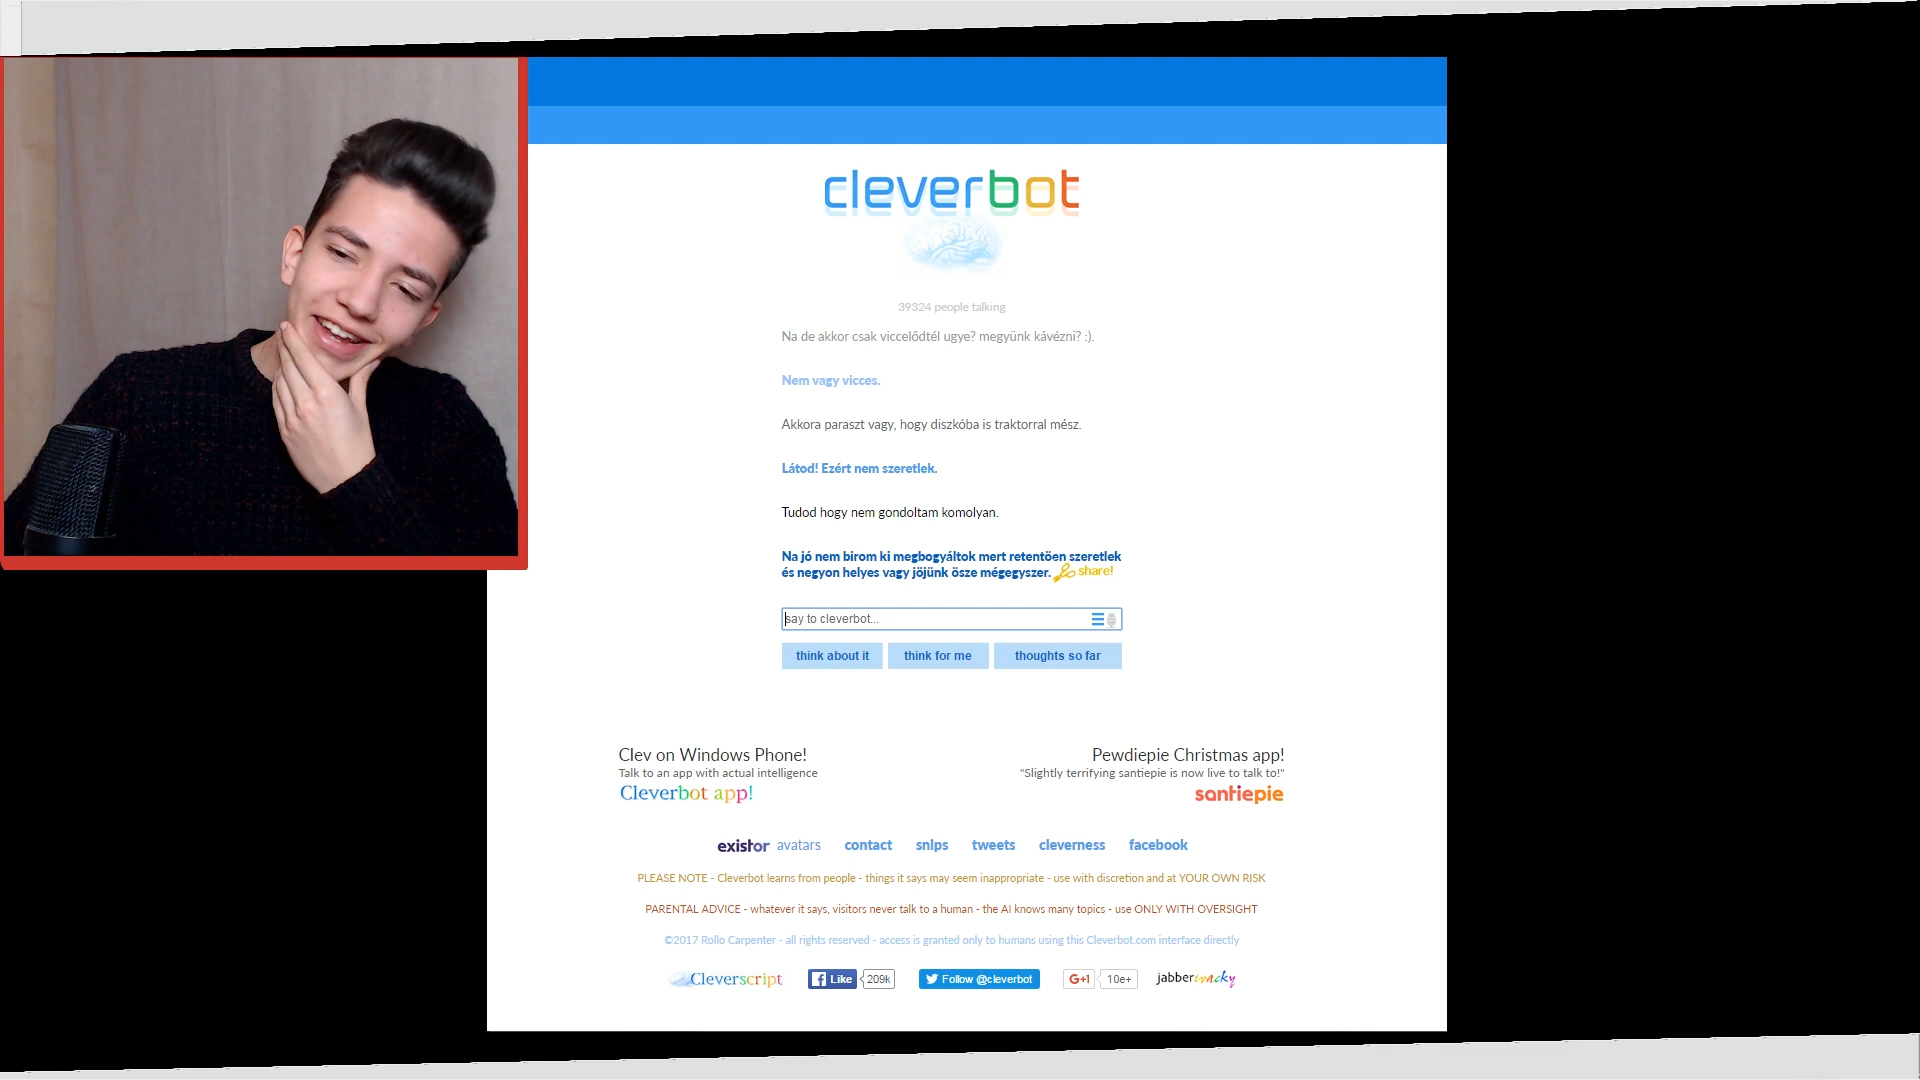 cleverbot
39324 people talking
Na de akkor csak viccelődtél ugye? megyünk kávézni? :).
Nem vagy vicces.
Akkora paraszt vagy, hogy diszkóba is traktorral mész.
Látod! Ezért nem szeretlek.
Tudod hogy nem gondoltam komolyan.
Na jó nem birom ki megbogyáltok mert retentöen szeretlek
és negyon helyes vagy jöjünk ösze mégegyszer. share!
say to cleverbot...
think about it think for me thoughts so far
Clev on Windows Phone! Pewdiepie Christmas app!
Talk to an app with actual intelligence "Slightly terrifying santiepie is now live to talk to!"
Cleverbot app! santiepie
existor avatars contact snips tweets cleverness facebook
PLEASE NOTE - Cleverbot learns from people - things it says may seem inappropriate - use with discretion and at YOUR OWN RISK
PARENTAL ADVICE - whatever it says, visitors never talk to a human - the AI knows many topics - use ONLY WITH OVERSIGHT
©2017 Rollo Carpenter - all rights reserved - access is granted only to humans using this Cleverbot.com interface directly
Cleverscript Like 209k Follow @cleverbot G+1 10e+ jabberwacky